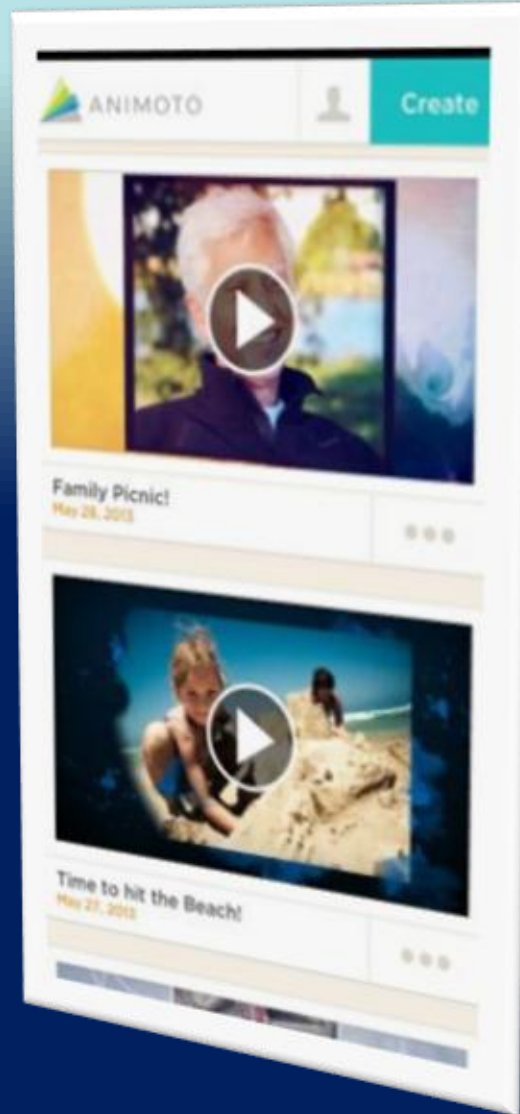 ANIMOTO
Create
Family Picnic!
May 28, 2013
Time to hit the Beach!
May 27, 2013